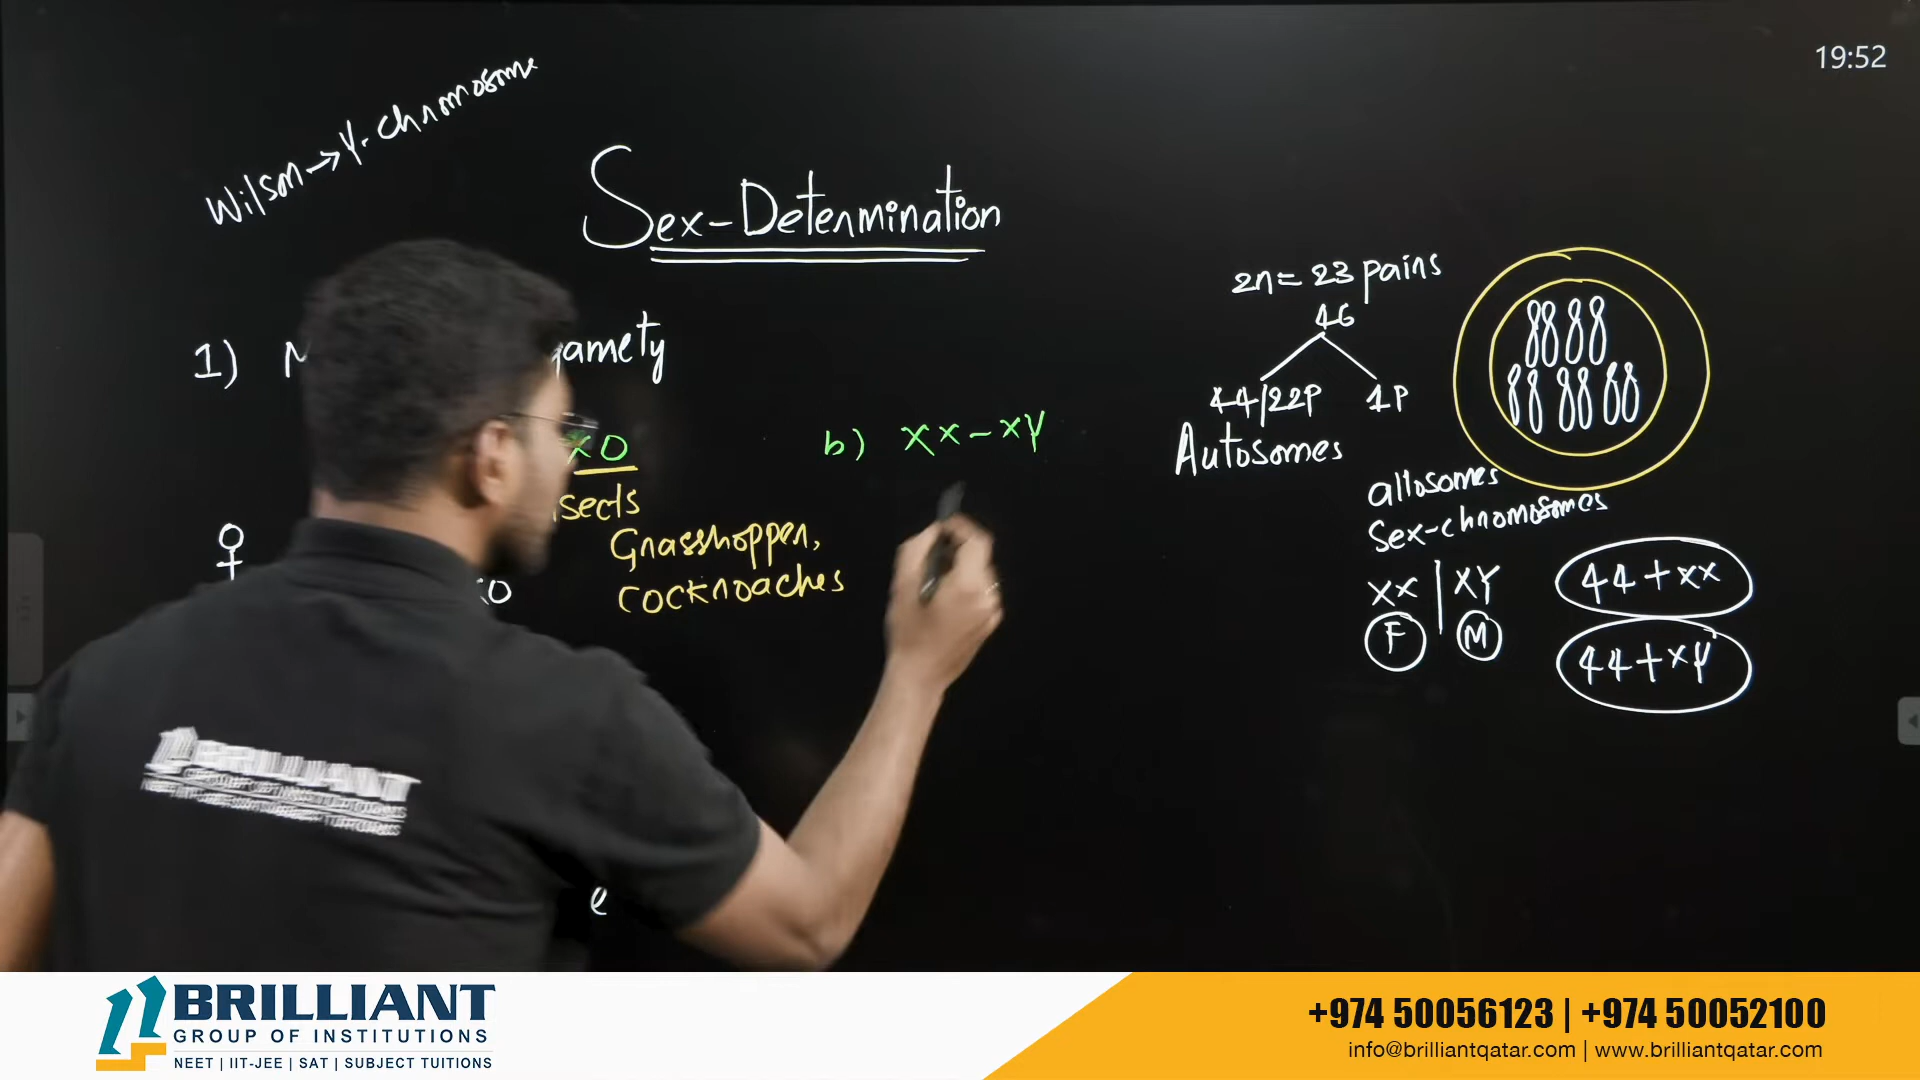 19:52
Wilson → Y-chromosome
Sex-Determination
1) gamety
XO
sects
Grasshopper,
cockroaches
♀
XO
e
b) XX-XY
2n = 23 pairs
46
44/22P 1P
Autosomes
allosomes
Sex-chromosomes
XX | XY
F M
44+XX
44+XY
BRILLIANT
GROUP OF INSTITUTIONS
NEET | IIT-JEE | SAT | SUBJECT TUITIONS
+974 50056123 | +974 50052100
info@brilliantqatar.com | www.brilliantqatar.com